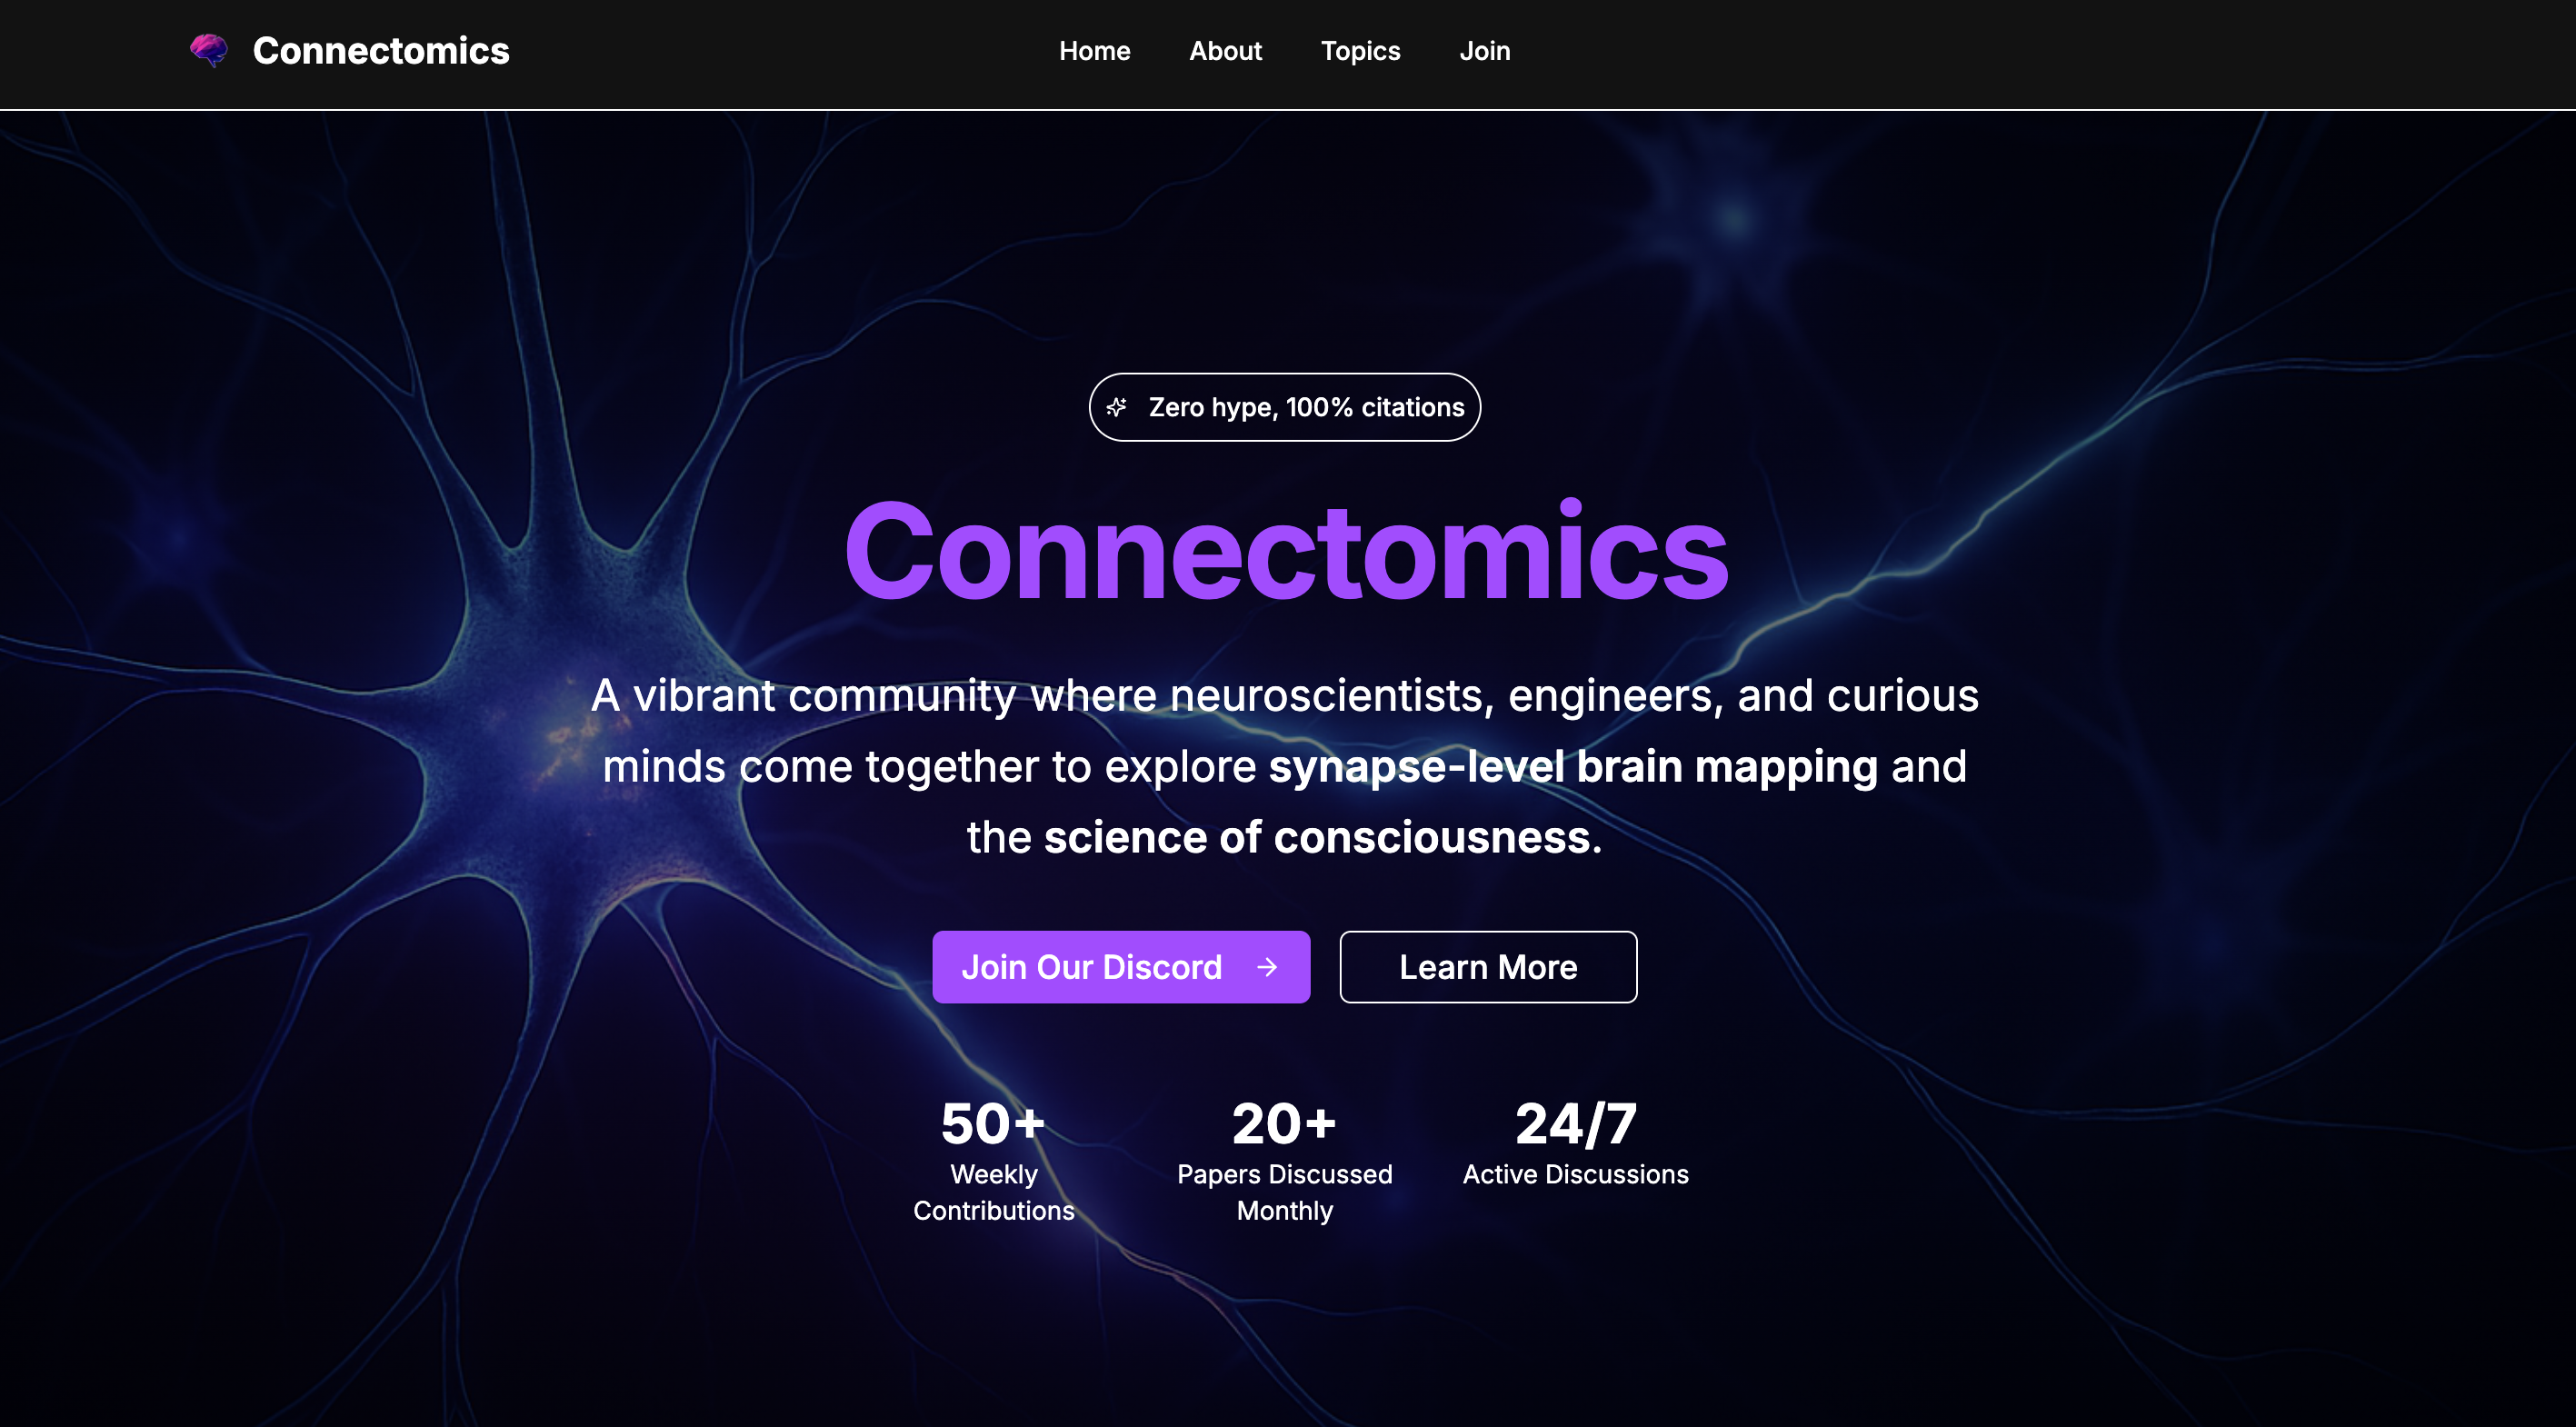 Connectomics
Home
About
Topics
Join
Zero hype, 100% citations
Connectomics
A vibrant community where neuroscientists, engineers, and curious
minds come together to explore synapse-level brain mapping and
the science of consciousness.
Join Our Discord
Learn More
50+
Weekly
Contributions
20+
Papers Discussed
Monthly
24/7
Active Discussions